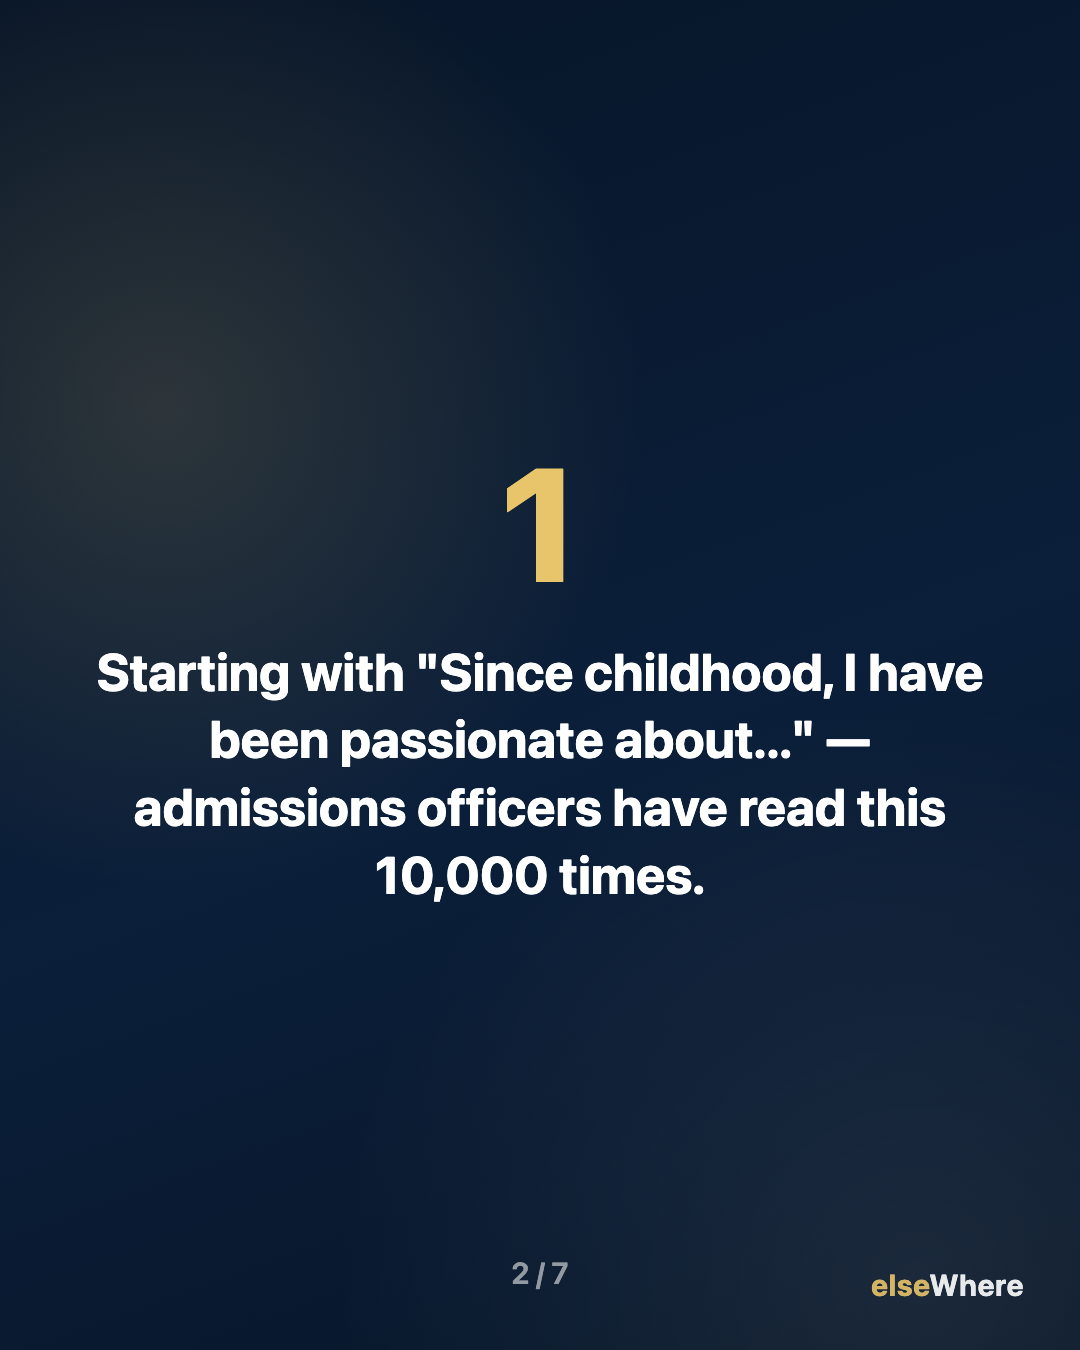 1
Starting with "Since childhood, I have
been passionate about..." —
admissions officers have read this
10,000 times.
2 / 7
elseWhere